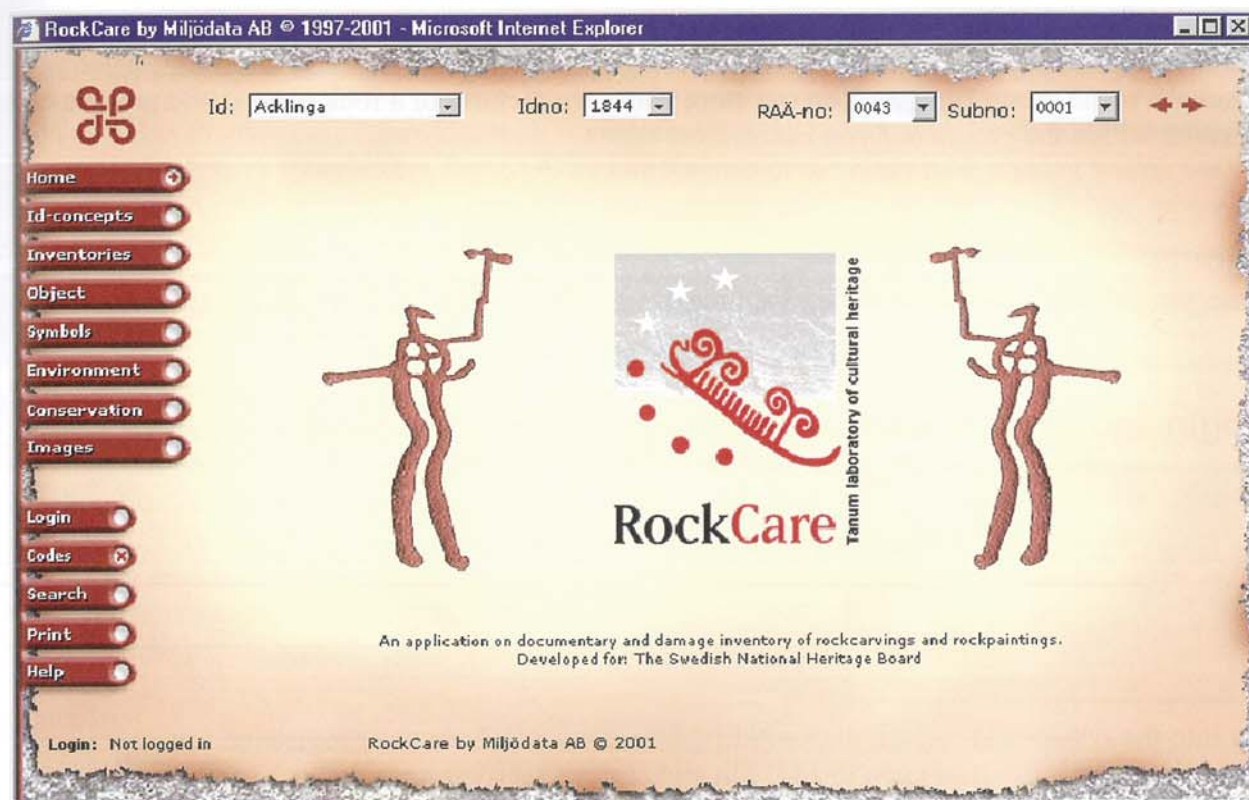 RockCare by Miljödata AB © 1997-2001 - Microsoft Internet Explorer
Id: Acklinga Idno: 1844 RAÄ-no: 0043 Subno: 0001
Home
Id-concepts
Inventories
Object
Symbols
Environment
Conservation
Images
Login
Codes
Search
Print
Help
Tanum laboratory of cultural heritage
RockCare
An application on documentary and damage inventory of rockcarvings and rockpaintings.
Developed for: The Swedish National Heritage Board
Login: Not logged in
RockCare by Miljödata AB © 2001